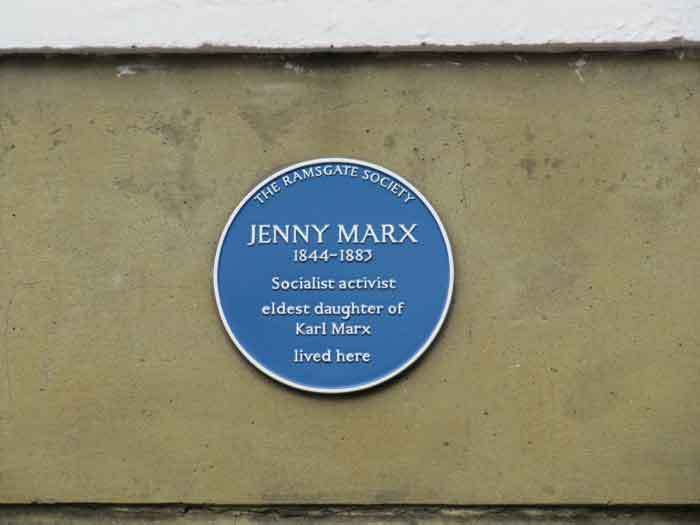 THE RAMSGATE SOCIETY
JENNY MARX
1844-1883
Socialist activist
eldest daughter of
Karl Marx
lived here